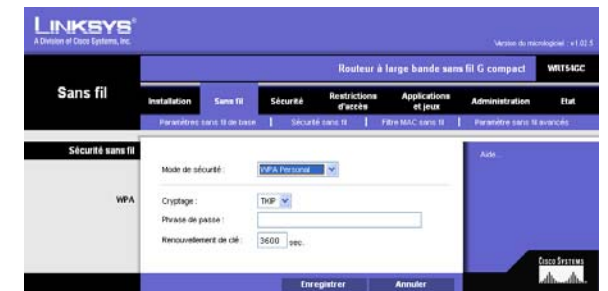 LINKSYS®
A Division of Cisco Systems, Inc.
Version du micrologiciel : v1.02.5
Routeur à large bande sans fil G compact WRT54GC
Sans fil
Installation Sans fil Sécurité Restrictions d'accès Applications et jeux Administration Etat
Paramètres sans fil de base | Sécurité sans fil | Filtre MAC sans fil | Paramètre sans fil avancés
Sécurité sans fil
Aide...
Mode de sécurité : WPA Personal
WPA
Cryptage : TKIP
Phrase de passe :
Renouvellement de clé : 3600 sec.
CISCO SYSTEMS
Enregistrer Annuler